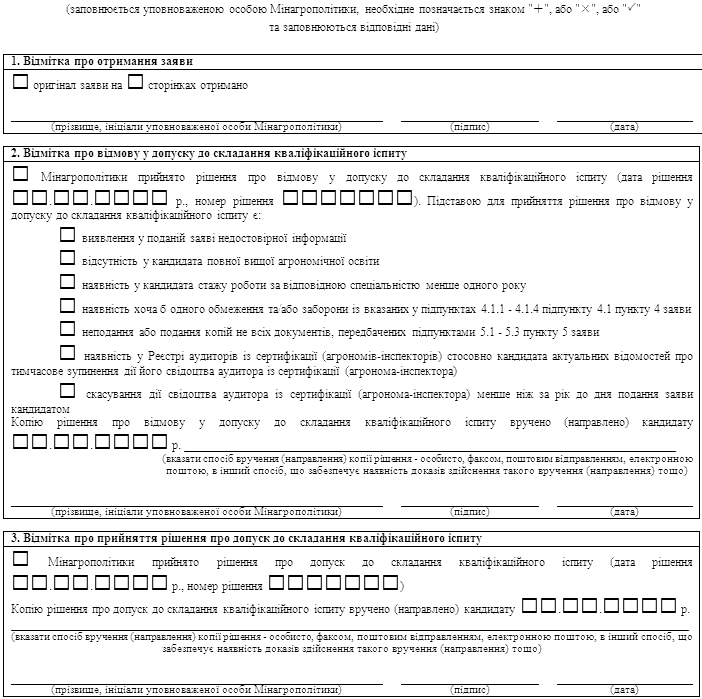 (заповнюється уповноваженою особою Мінагрополітики, необхідне позначається знаком "+", або "×", або "✓"
та заповнюються відповідні дані)
1. Відмітка про отримання заяви
☐ оригінал заяви на ☐ сторінках отримано
(прізвище, ініціали уповноваженої особи Мінагрополітики) (підпис) (дата)
2. Відмітка про відмову у допуску до складання кваліфікаційного іспиту
☐ Мінагрополітики прийнято рішення про відмову у допуску до складання кваліфікаційного іспиту (дата рішення
☐☐.☐☐.☐☐☐☐ р., номер рішення ☐☐☐☐☐☐☐). Підставою для прийняття рішення про відмову у
допуску до складання кваліфікаційного іспиту є:
☐ виявлення у поданій заяві недостовірної інформації
☐ відсутність у кандидата повної вищої агрономічної освіти
☐ наявність у кандидата стажу роботи за відповідною спеціальністю менше одного року
☐ наявність хоча б одного обмеження та/або заборони із вказаних у підпунктах 4.1.1 - 4.1.4 підпункту 4.1 пункту 4 заяви
☐ неподання або подання копій не всіх документів, передбачених підпунктами 5.1 - 5.3 пункту 5 заяви
☐ наявність у Реєстрі аудиторів із сертифікації (агрономів-інспекторів) стосовно кандидата актуальних відомостей про
тимчасове зупинення дії його свідоцтва аудитора із сертифікації (агронома-інспектора)
☐ скасування дії свідоцтва аудитора із сертифікації (агронома-інспектора) менше ніж за рік до дня подання заяви
кандидатом
Копію рішення про відмову у допуску до складання кваліфікаційного іспиту вручено (направлено) кандидату
☐☐.☐☐.☐☐☐☐ р.
(вказати спосіб вручення (направлення) копії рішення - особисто, факсом, поштовим відправленням, електронною
поштою, в інший спосіб, що забезпечує наявність доказів здійснення такого вручення (направлення) тощо)
(прізвище, ініціали уповноваженої особи Мінагрополітики) (підпис) (дата)
3. Відмітка про прийняття рішення про допуск до складання кваліфікаційного іспиту
☐ Мінагрополітики прийнято рішення про допуск до складання кваліфікаційного іспиту (дата рішення
☐☐.☐☐.☐☐☐☐ р., номер рішення ☐☐☐☐☐☐☐)
Копію рішення про допуск до складання кваліфікаційного іспиту вручено (направлено) кандидату ☐☐.☐☐.☐☐☐☐ р.
(вказати спосіб вручення (направлення) копії рішення - особисто, факсом, поштовим відправленням, електронною поштою, в інший спосіб, що
забезпечує наявність доказів здійснення такого вручення (направлення) тощо)
(прізвище, ініціали уповноваженої особи Мінагрополітики) (підпис) (дата)